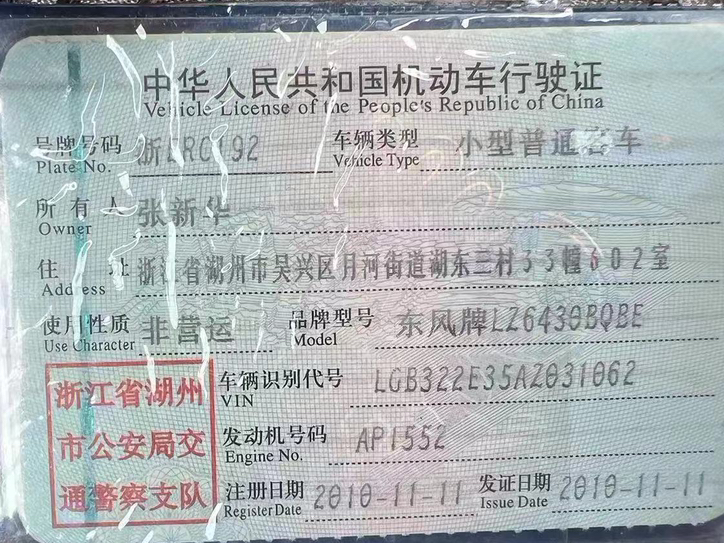 中华人民共和国机动车行驶证
Vehicle License of the People's Republic of China
号牌号码 浙ERC192 车辆类型 小型普通客车
Plate No. Vehicle Type
所有人 张新华
Owner
住址 浙江省湖州市吴兴区月河街道湖东三村33幢602室
Address
使用性质 非营运 品牌型号 东风牌LZ6430BQBE
Use Character Model
浙江省湖州
市公安局交
通警察支队
车辆识别代号 LGB322E35AZ031062
VIN
发动机号码 AP1552
Engine No.
注册日期 2010-11-11 发证日期 2010-11-11
Register Date Issue Date